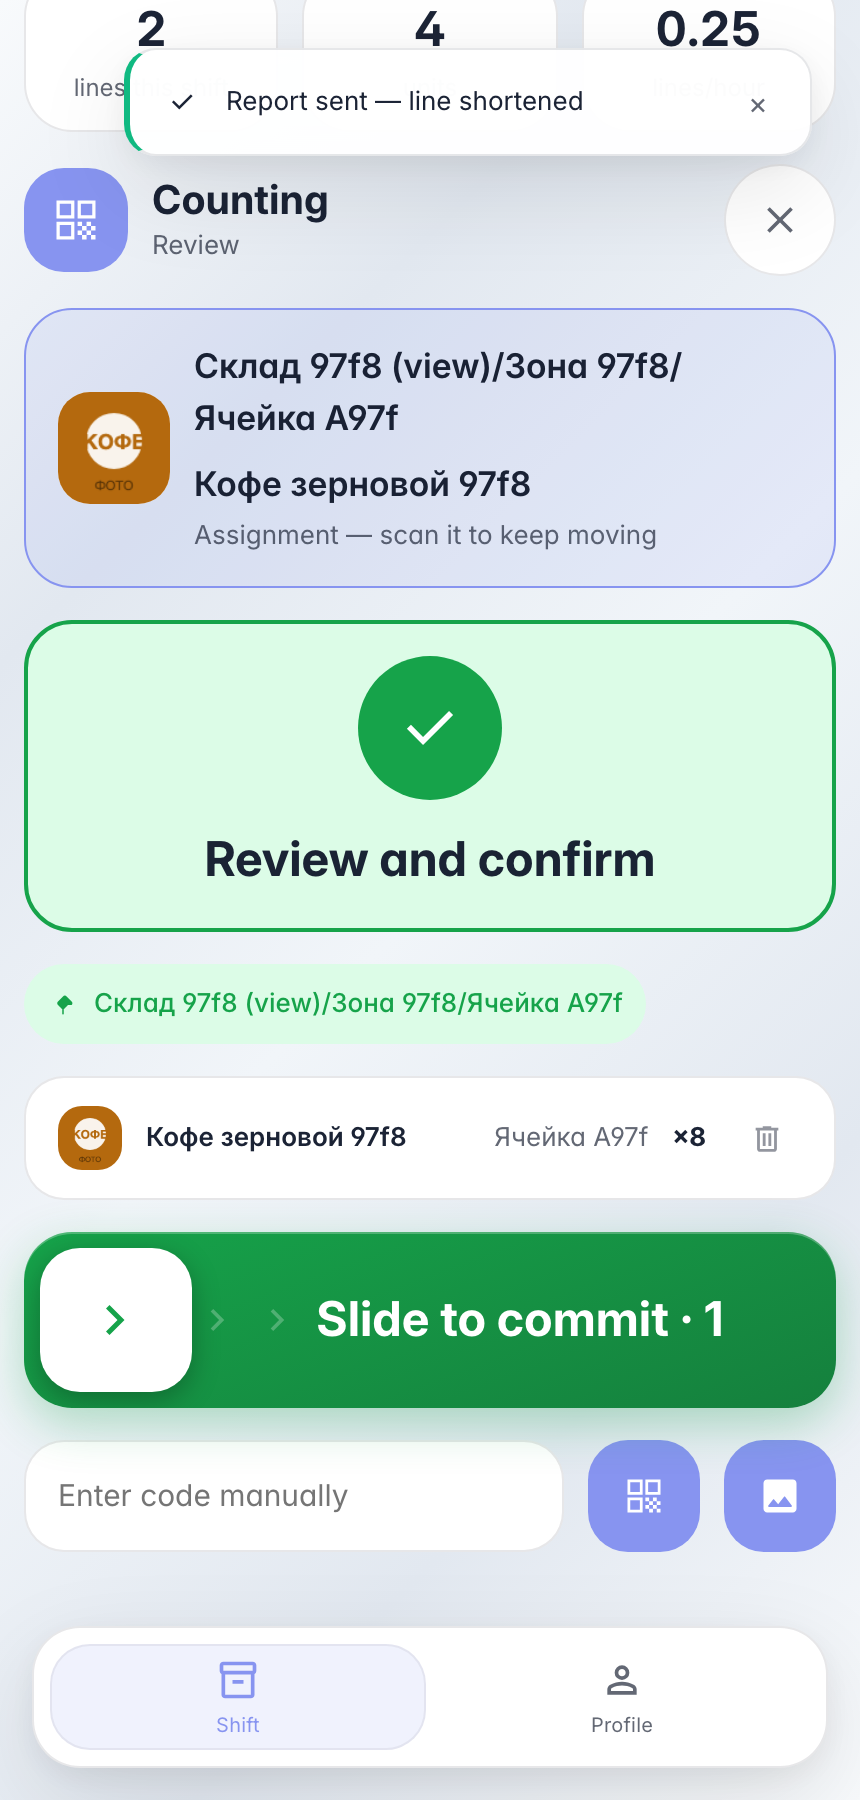 2
4
0.25
lines
Report sent — line shortened
Counting
Review
Склад 97f8 (view)/Зона 97f8/
Ячейка A97f
КОФЕ
ФОТО
Кофе зерновой 97f8
Assignment — scan it to keep moving
Review and confirm
Склад 97f8 (view)/Зона 97f8/Ячейка A97f
КОФЕ
ФОТО
Кофе зерновой 97f8
Ячейка A97f
×8
Slide to commit · 1
Enter code manually
Shift
Profile